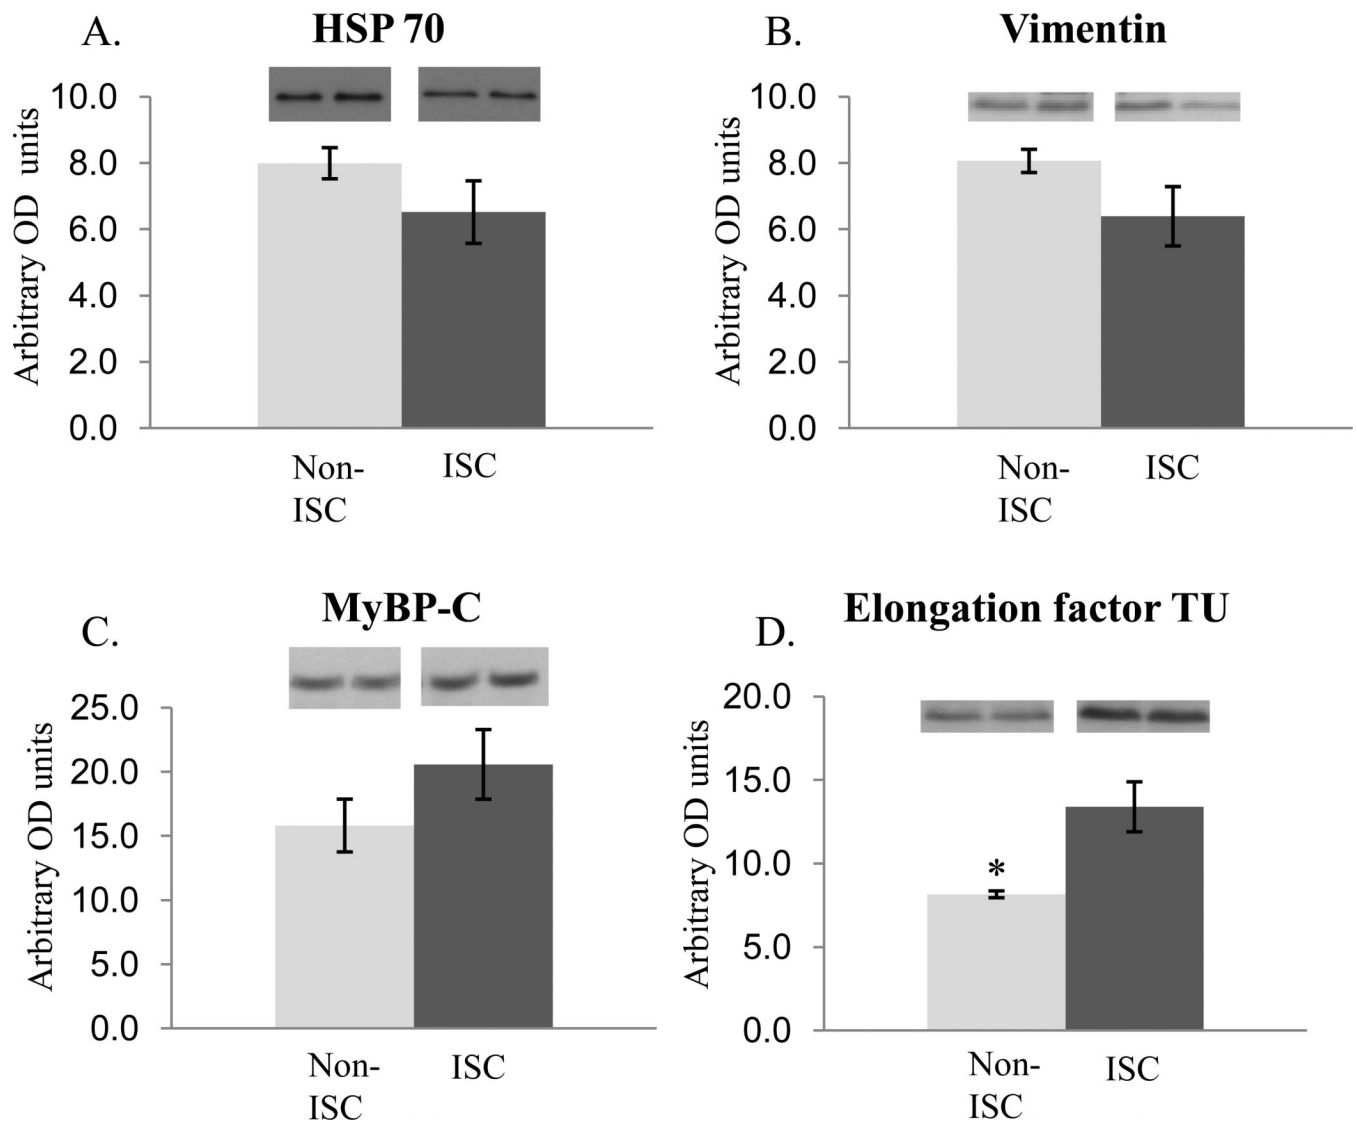 A.
HSP 70
Arbitrary OD units
10.0
8.0
6.0
4.0
2.0
0.0
Non-
ISC
ISC
B.
Vimentin
Arbitrary OD units
10.0
8.0
6.0
4.0
2.0
0.0
Non-
ISC
ISC
C.
MyBP-C
Arbitrary OD units
25.0
20.0
15.0
10.0
5.0
0.0
Non-
ISC
ISC
D.
Elongation factor TU
Arbitrary OD units
20.0
15.0
10.0
5.0
0.0
*
Non-
ISC
ISC